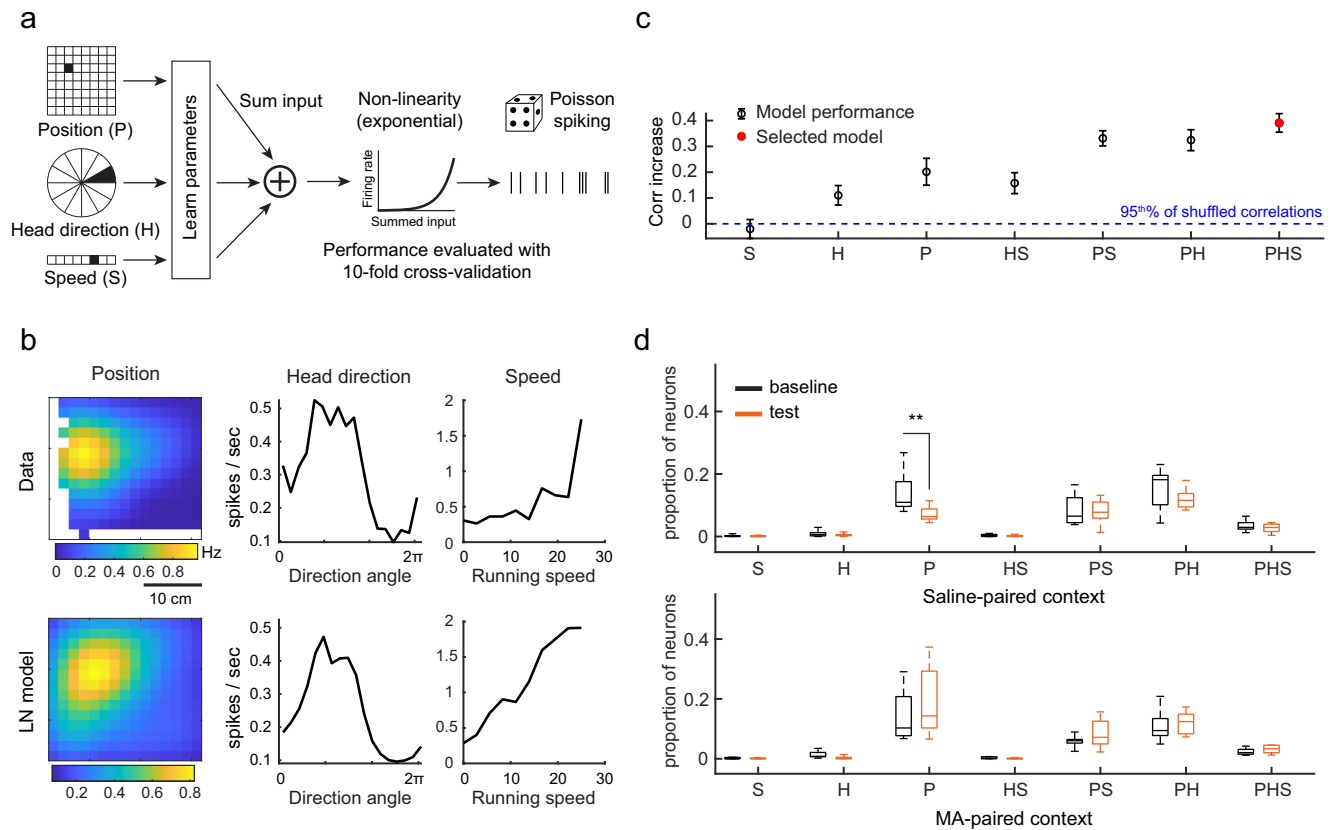 a
Position (P)
Head direction (H)
Speed (S)
Learn parameters
Sum input
Non-linearity
(exponential)
Firing rate
Summed input
Poisson
spiking
Performance evaluated with
10-fold cross-validation
b
Position
Head direction
Speed
Data
Hz
0 0.2 0.4 0.6 0.8
10 cm
spikes / sec
0.5
0.4
0.3
0.2
0.1
0 2π
Direction angle
2
1.5
1
0.5
0
0 10 20 30
Running speed
LN model
0.2 0.4 0.6 0.8
spikes / sec
0.5
0.4
0.3
0.2
0.1
0 2π
Direction angle
2
1.5
1
0.5
0
0 10 20 30
Running speed
c
Corr increase
0.4
0.3
0.2
0.1
0
Model performance
Selected model
95th% of shuffled correlations
S H P HS PS PH PHS
d
proportion of neurons
0.4
0.2
0
baseline
test
**
S H P HS PS PH PHS
Saline-paired context
proportion of neurons
0.4
0.2
0
S H P HS PS PH PHS
MA-paired context